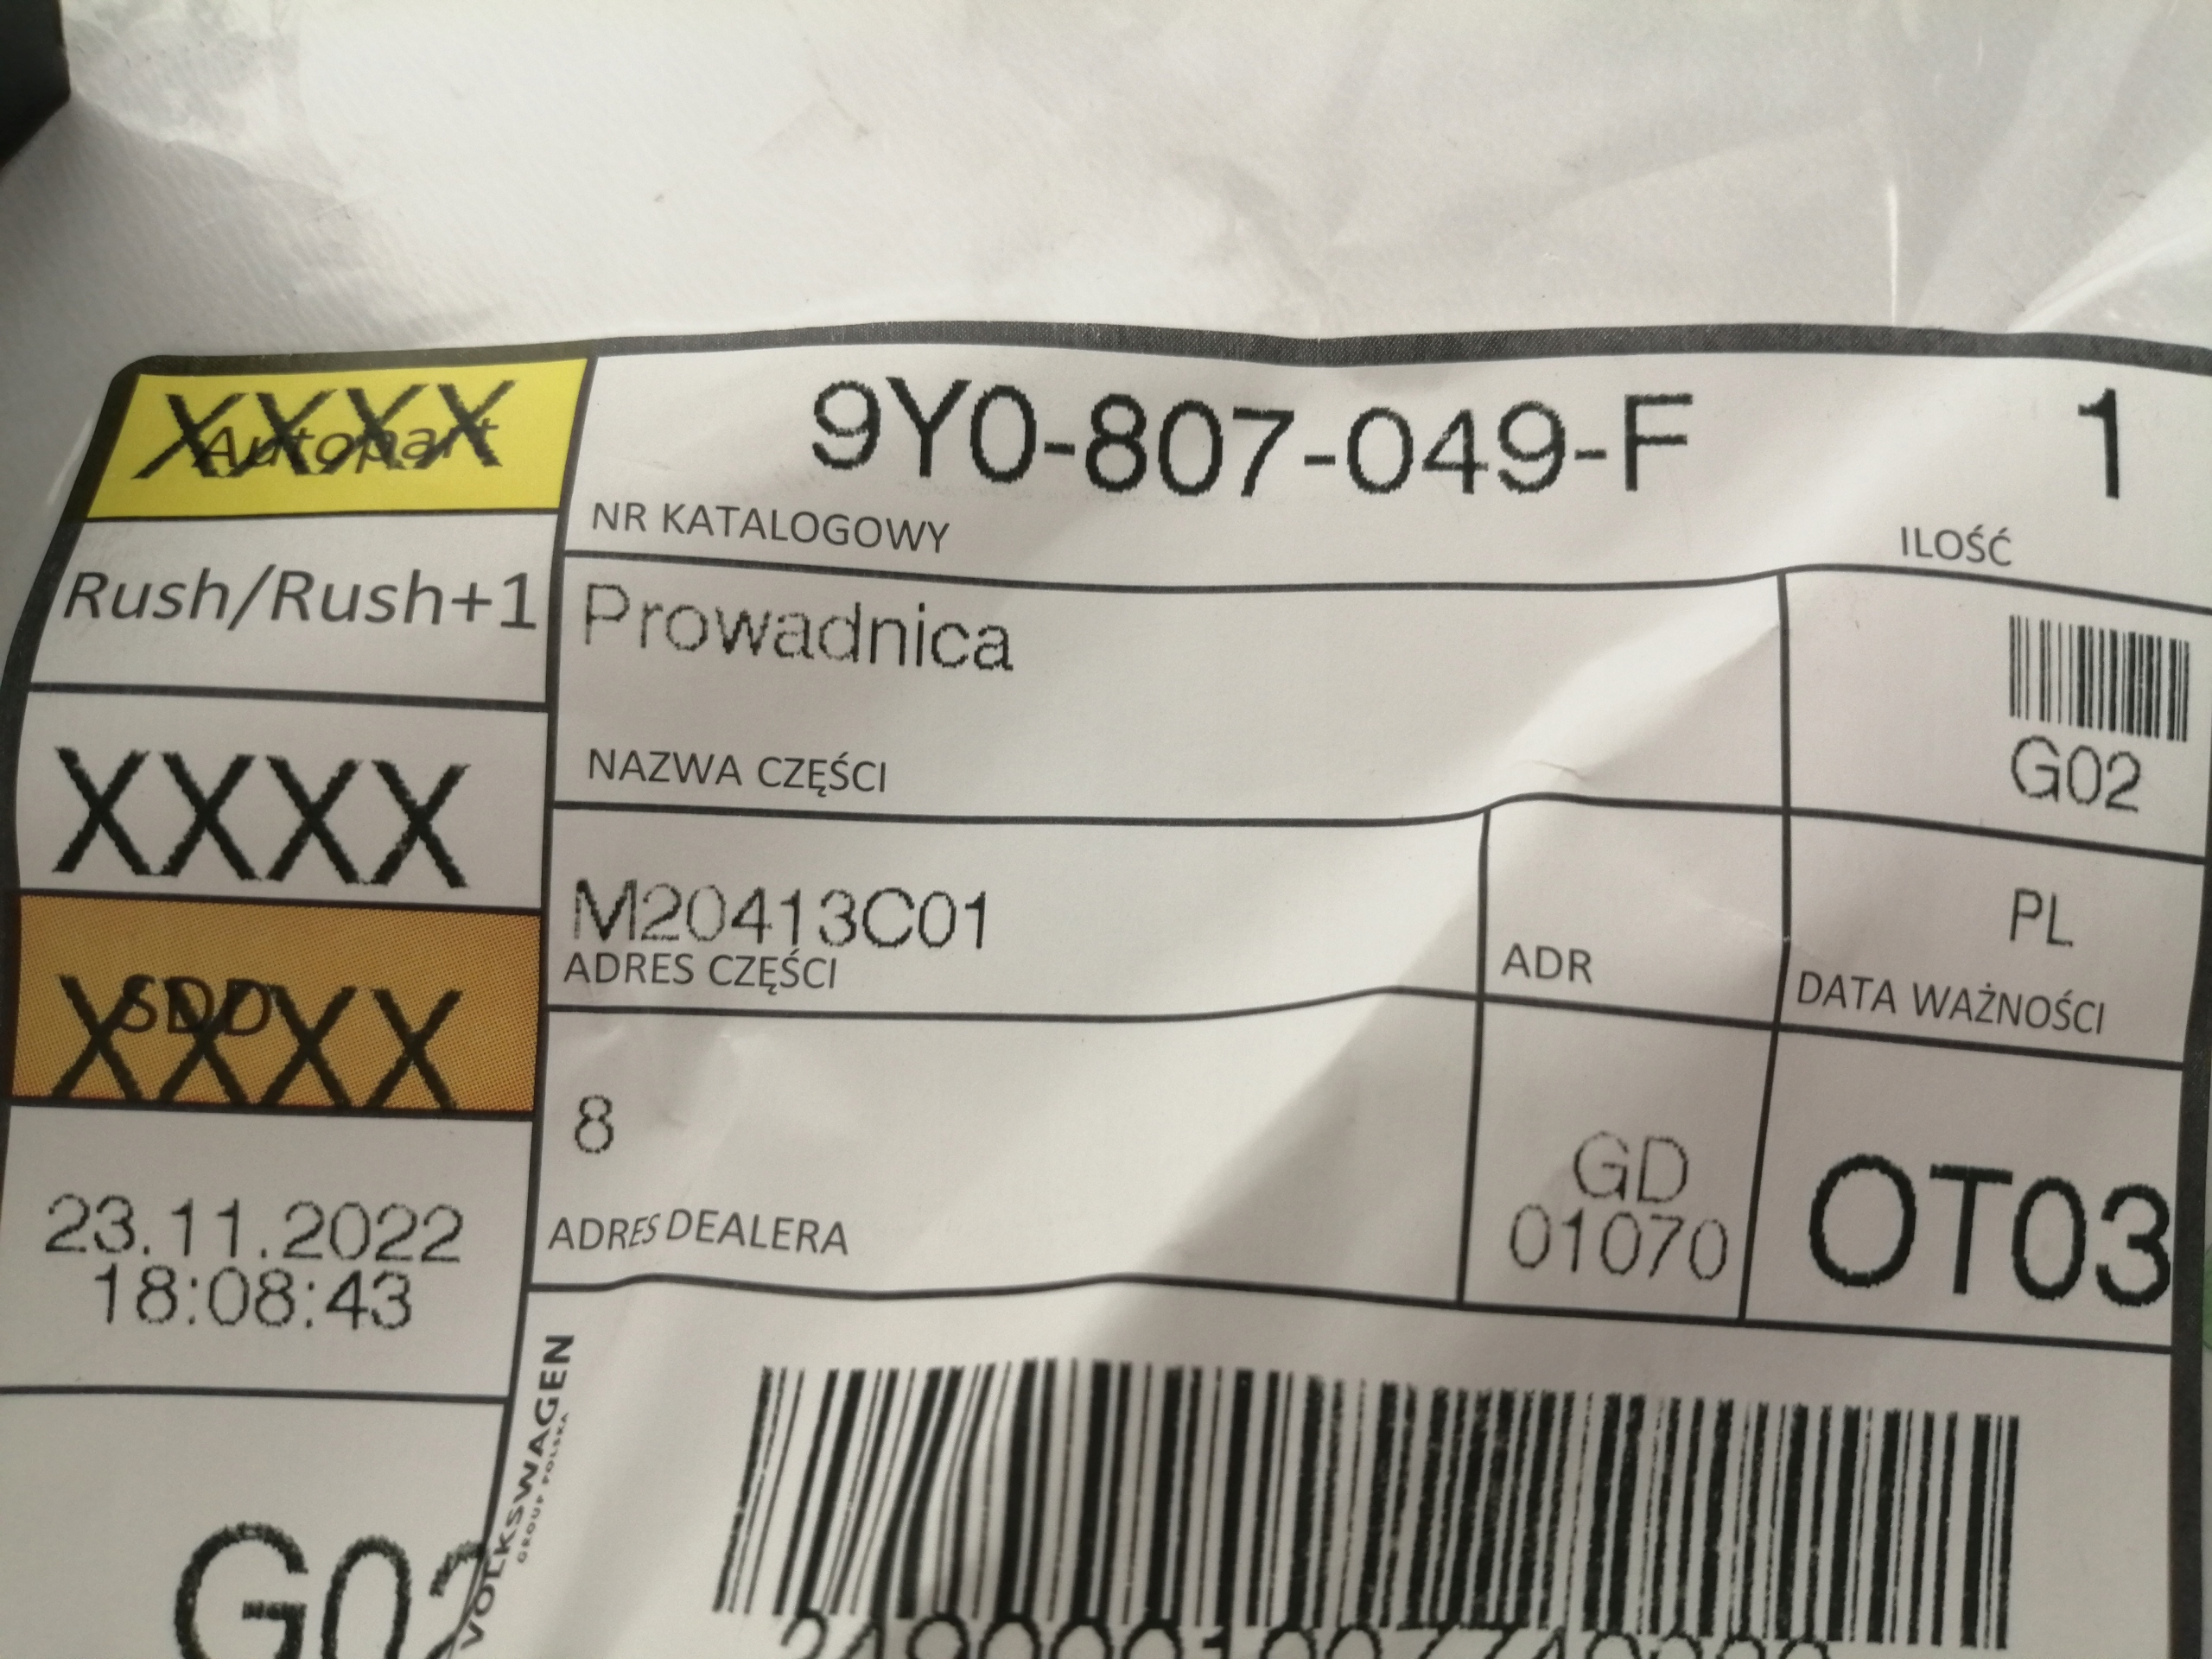 XXXX
Autopart
9Y0-807-049-F
1
NR KATALOGOWY
ILOŚĆ
Rush/Rush+1
Prowadnica
NAZWA CZĘŚCI
G02
XXXX
M20413C01
ADRES CZĘŚCI
ADR
PL
DATA WAŻNOŚCI
SDD
XXXX
8
ADRES DEALERA
GD
01070
OT03
23.11.2022
18:08:43
G02
VOLKSWAGEN
GROUP POLSKA